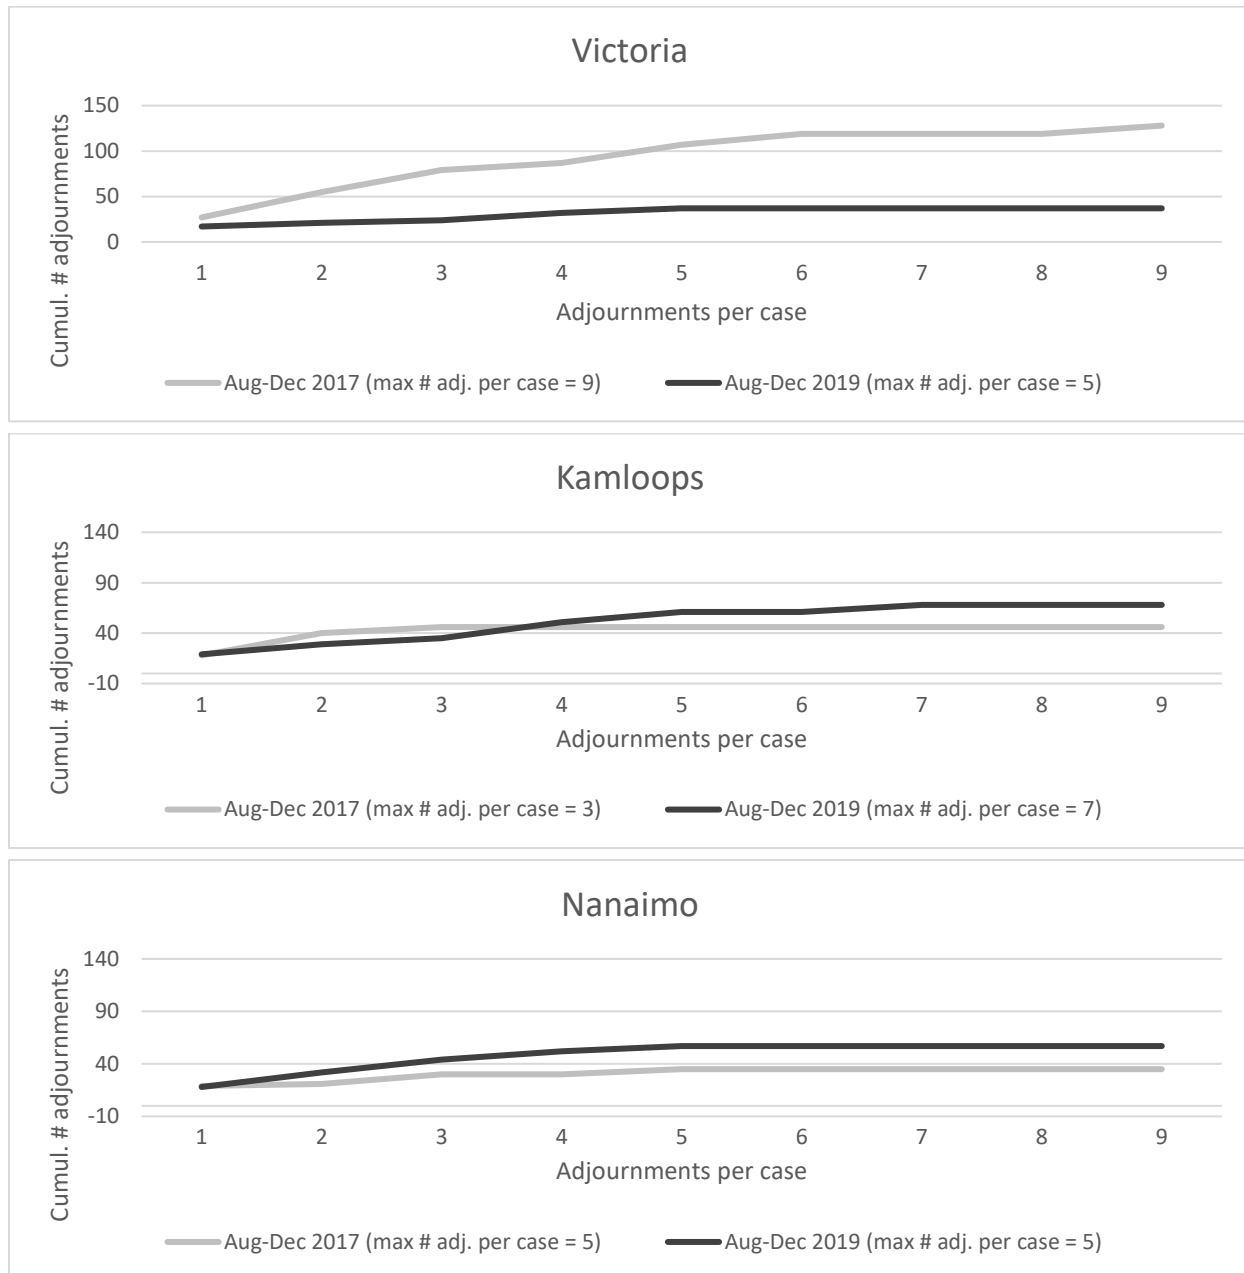 Victoria
Cumul. # adjournments
150
100
50
0
1 2 3 4 5 6 7 8 9
Adjournments per case
Aug-Dec 2017 (max # adj. per case = 9) Aug-Dec 2019 (max # adj. per case = 5)
Kamloops
Cumul. # adjournments
140
90
40
-10
1 2 3 4 5 6 7 8 9
Adjournments per case
Aug-Dec 2017 (max # adj. per case = 3) Aug-Dec 2019 (max # adj. per case = 7)
Nanaimo
Cumul. # adjournments
140
90
40
-10
1 2 3 4 5 6 7 8 9
Adjournments per case
Aug-Dec 2017 (max # adj. per case = 5) Aug-Dec 2019 (max # adj. per case = 5)